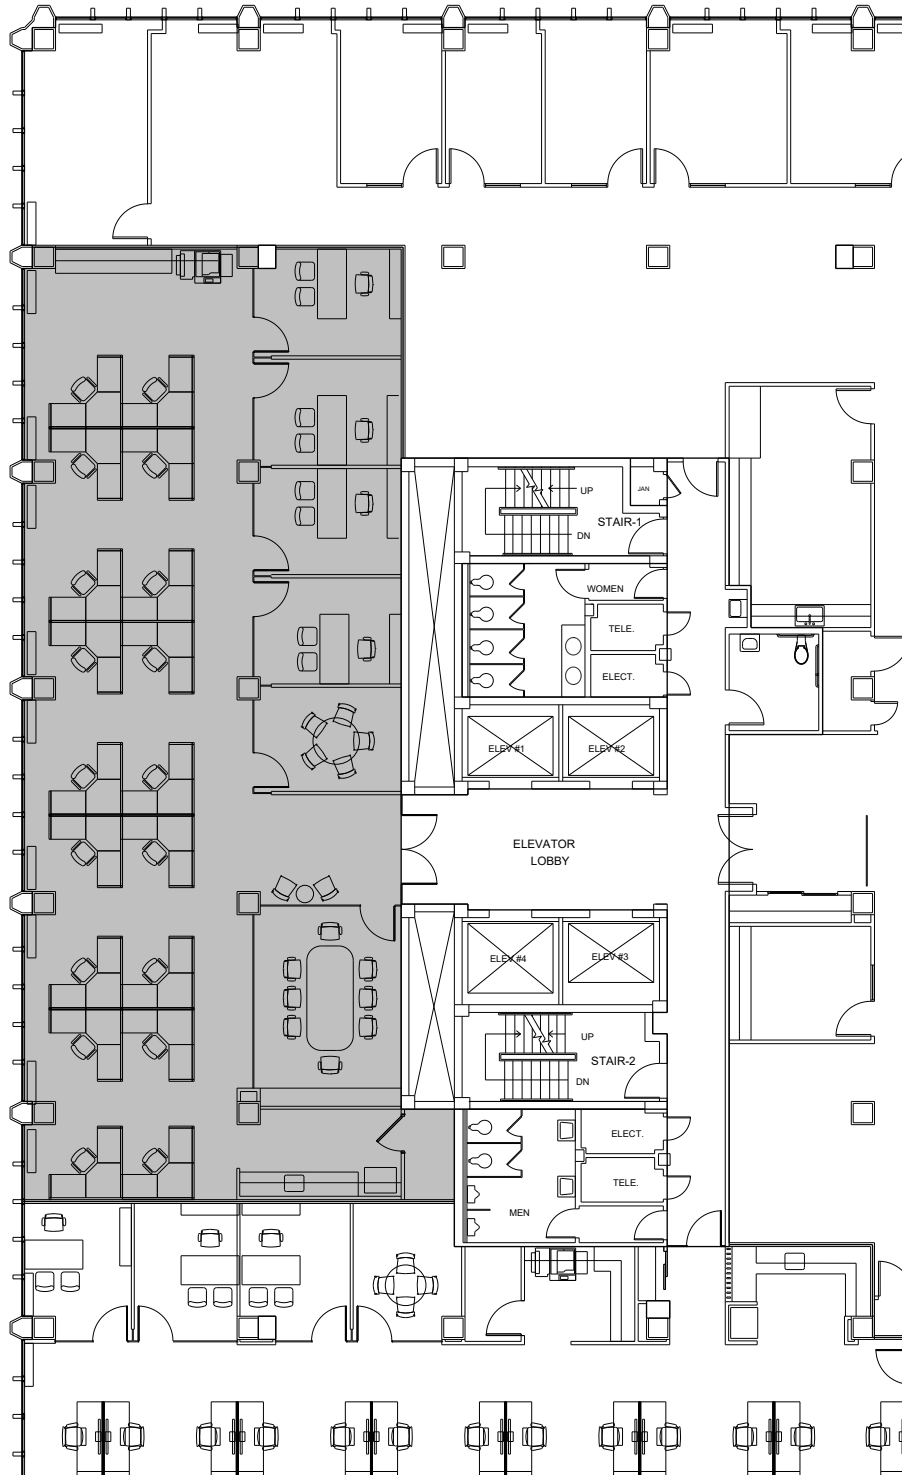 UP
JAN
STAIR-1
DN
WOMEN
TELE.
ELECT.
ELEV #1
ELEV #2
ELEVATOR
LOBBY
ELEV #4
ELEV #3
UP
STAIR-2
DN
ELECT.
TELE.
MEN